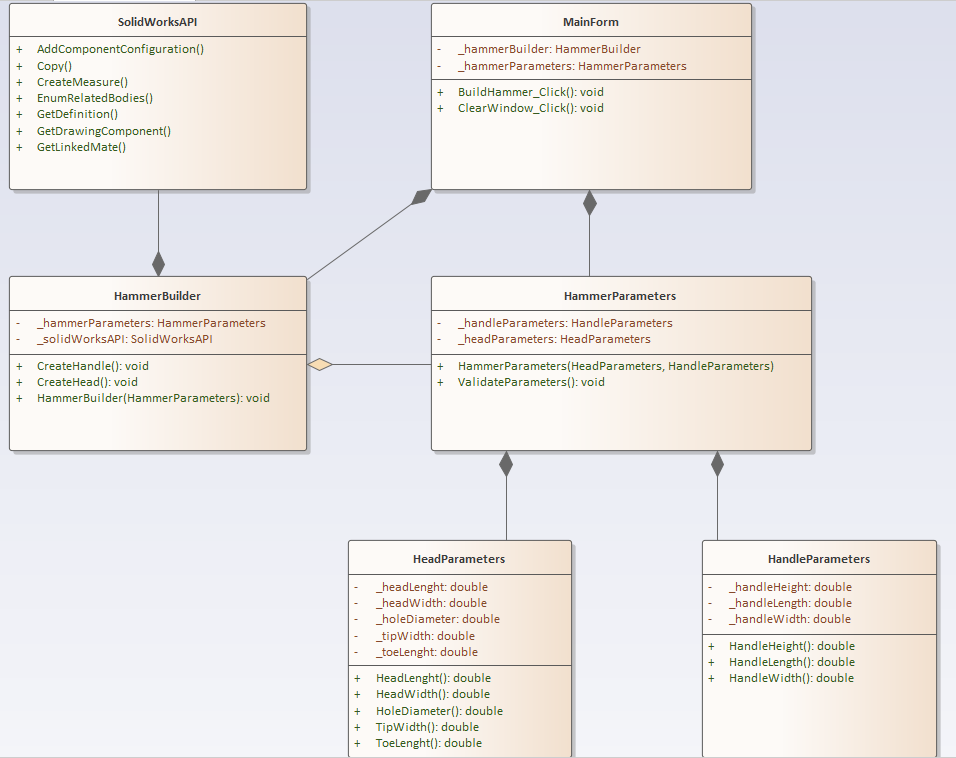 SolidWorksAPI
+ AddComponentConfiguration()
+ Copy()
+ CreateMeasure()
+ EnumRelatedBodies()
+ GetDefinition()
+ GetDrawingComponent()
+ GetLinkedMate()
MainForm
- _hammerBuilder: HammerBuilder
- _hammerParameters: HammerParameters
+ BuildHammer_Click(): void
+ ClearWindow_Click(): void
HammerBuilder
- _hammerParameters: HammerParameters
- _solidWorksAPI: SolidWorksAPI
+ CreateHandle(): void
+ CreateHead(): void
+ HammerBuilder(HammerParameters): void
HammerParameters
- _handleParameters: HandleParameters
- _headParameters: HeadParameters
+ HammerParameters(HeadParameters, HandleParameters)
+ ValidateParameters(): void
HeadParameters
- _headLenght: double
- _headWidth: double
- _holeDiameter: double
- _tipWidth: double
- _toeLenght: double
+ HeadLenght(): double
+ HeadWidth(): double
+ HoleDiameter(): double
+ TipWidth(): double
+ ToeLenght(): double
HandleParameters
- _handleHeight: double
- _handleLength: double
- _handleWidth: double
+ HandleHeight(): double
+ HandleLength(): double
+ HandleWidth(): double